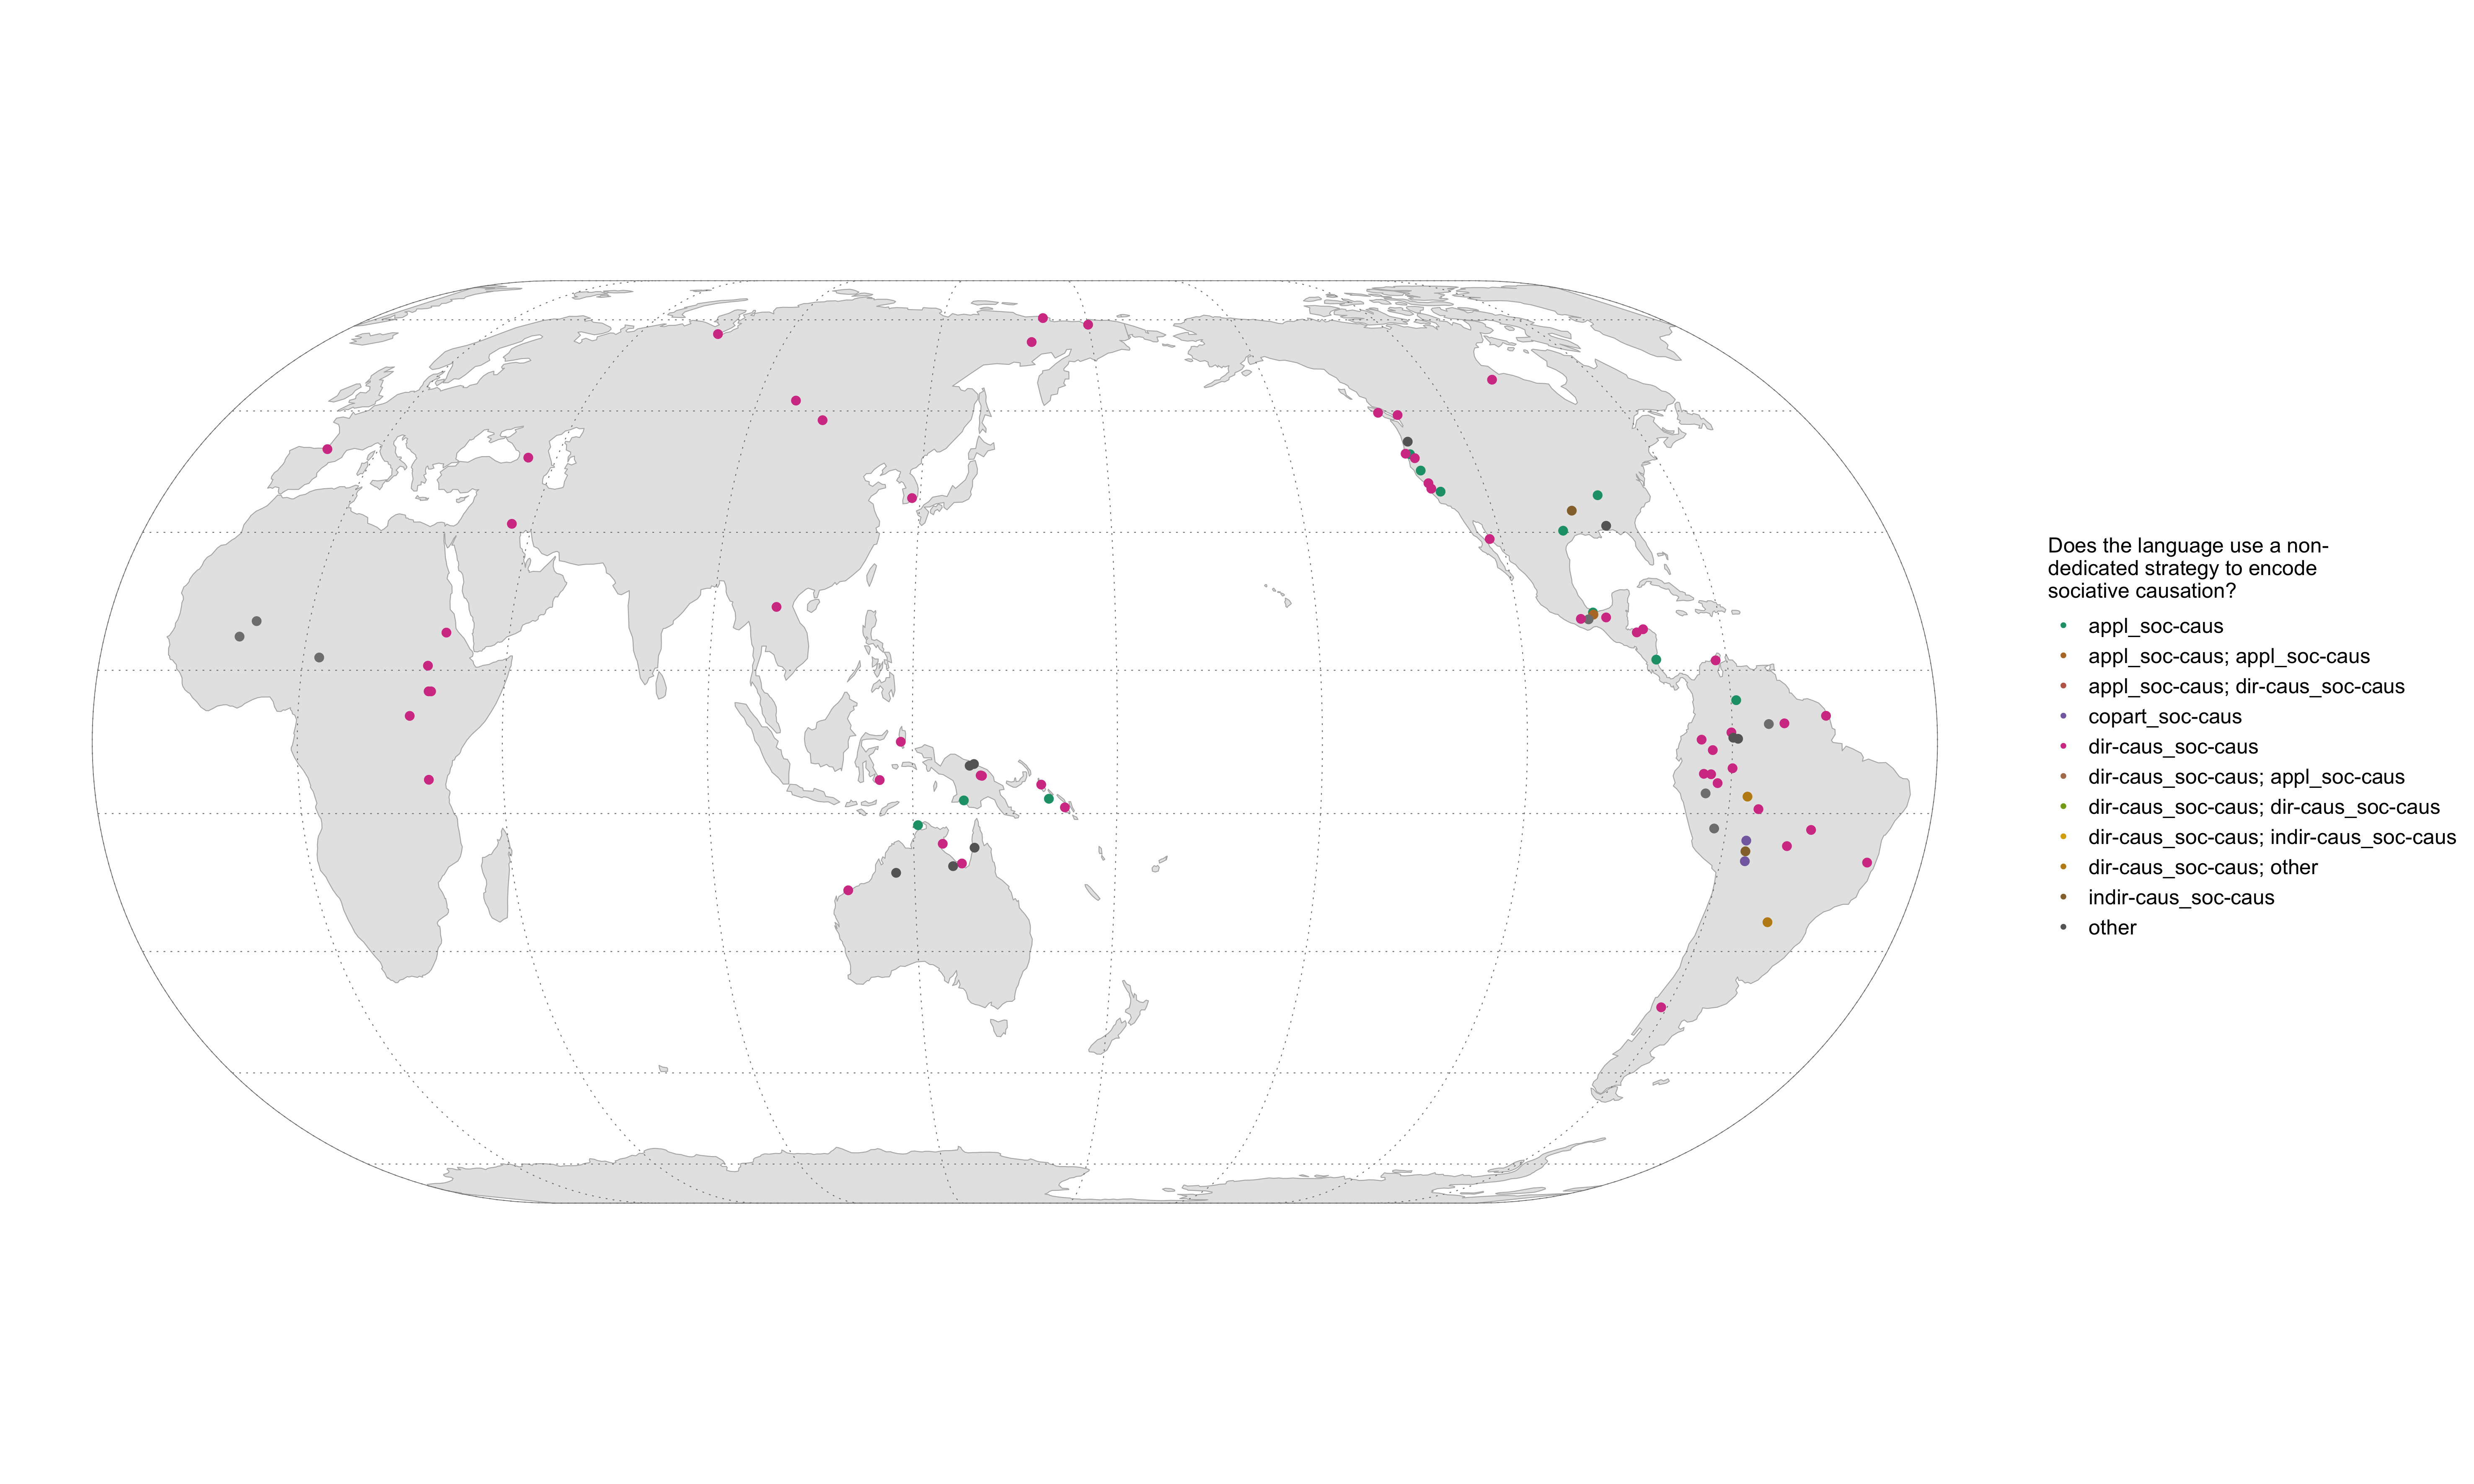 Does the language use a non-
dedicated strategy to encode
sociative causation?
appl_soc-caus
appl_soc-caus; appl_soc-caus
appl_soc-caus; dir-caus_soc-caus
copart_soc-caus
dir-caus_soc-caus
dir-caus_soc-caus; appl_soc-caus
dir-caus_soc-caus; dir-caus_soc-caus
dir-caus_soc-caus; indir-caus_soc-caus
dir-caus_soc-caus; other
indir-caus_soc-caus
other